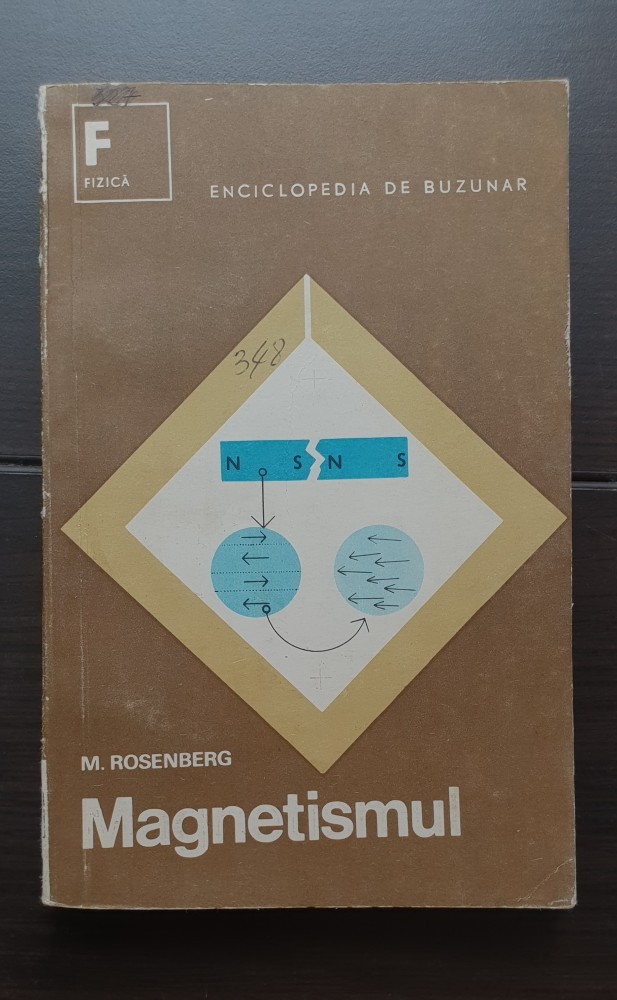 F
FIZICĂ
ENCICLOPEDIA DE BUZUNAR
348
N S N S
M. ROSENBERG
Magnetismul